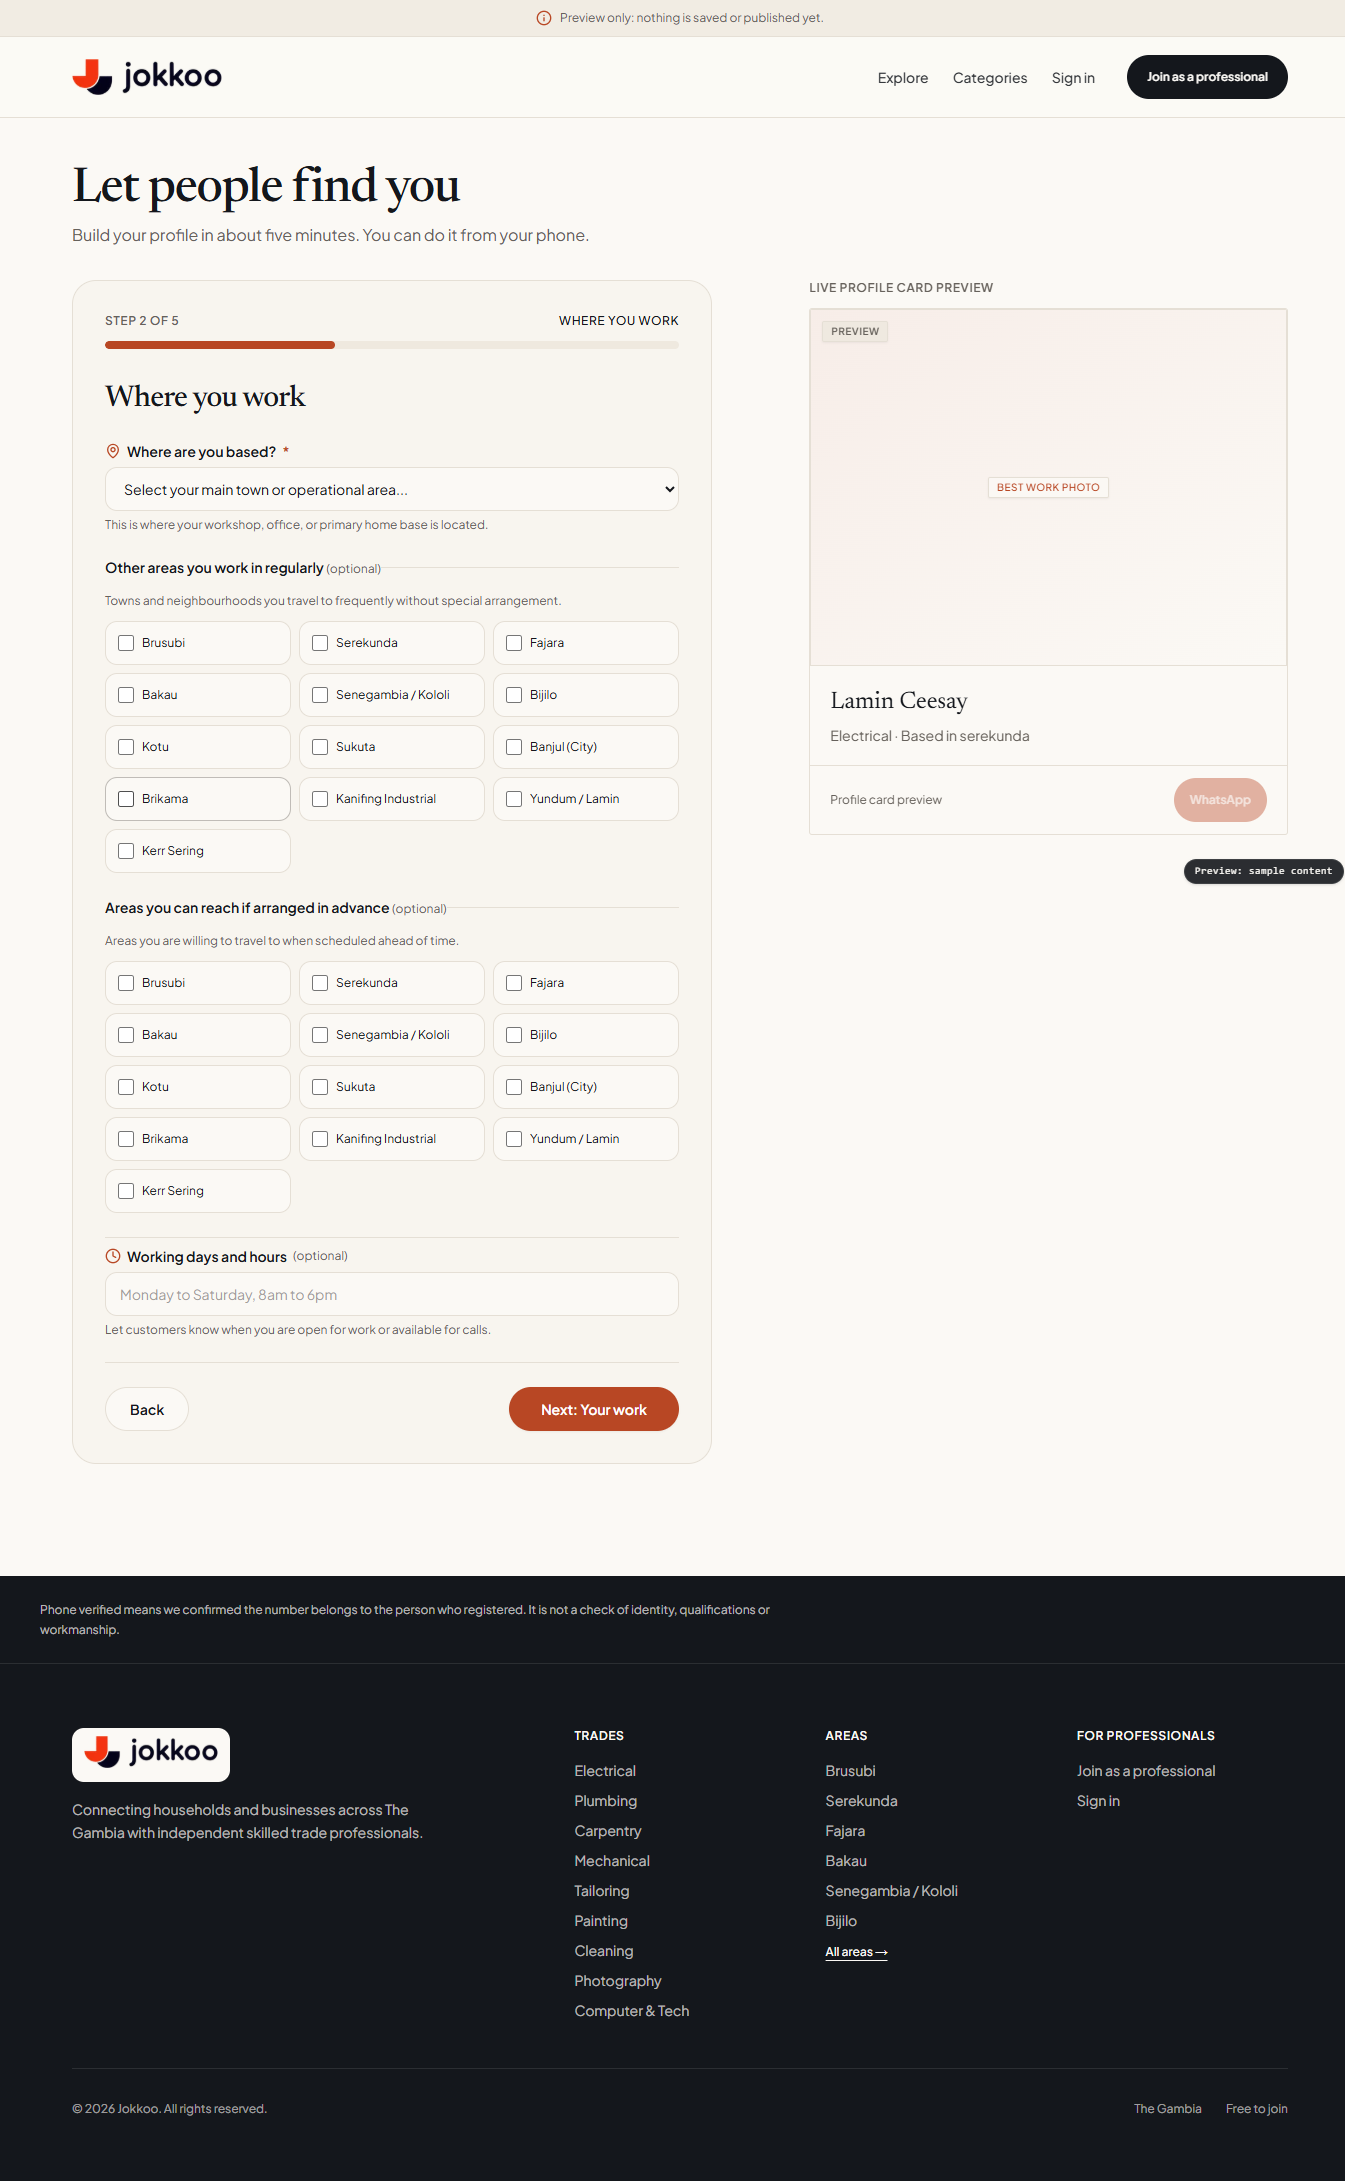 Preview only: nothing is saved or published yet.
jokkoo
Explore
Categories
Sign in
Join as a professional
Let people find you
Build your profile in about five minutes. You can do it from your phone.
STEP 2 OF 5
WHERE YOU WORK
Where you work
Where are you based? *
Select your main town or operational area...
This is where your workshop, office, or primary home base is located.
Other areas you work in regularly (optional)
Towns and neighbourhoods you travel to frequently without special arrangement.
Brusubi
Serekunda
Fajara
Bakau
Senegambia / Kololi
Bijilo
Kotu
Sukuta
Banjul (City)
Brikama
Kanifing Industrial
Yundum / Lamin
Kerr Sering
Areas you can reach if arranged in advance (optional)
Areas you are willing to travel to when scheduled ahead of time.
Brusubi
Serekunda
Fajara
Bakau
Senegambia / Kololi
Bijilo
Kotu
Sukuta
Banjul (City)
Brikama
Kanifing Industrial
Yundum / Lamin
Kerr Sering
Working days and hours (optional)
Monday to Saturday, 8am to 6pm
Let customers know when you are open for work or available for calls.
Back
Next: Your work
LIVE PROFILE CARD PREVIEW
PREVIEW
BEST WORK PHOTO
Lamin Ceesay
Electrical · Based in serekunda
Profile card preview
WhatsApp
Preview: sample content
Phone verified means we confirmed the number belongs to the person who registered. It is not a check of identity, qualifications or
workmanship.
jokkoo
Connecting households and businesses across The
Gambia with independent skilled trade professionals.
TRADES
Electrical
Plumbing
Carpentry
Mechanical
Tailoring
Painting
Cleaning
Photography
Computer & Tech
AREAS
Brusubi
Serekunda
Fajara
Bakau
Senegambia / Kololi
Bijilo
All areas →
FOR PROFESSIONALS
Join as a professional
Sign in
© 2026 Jokkoo. All rights reserved.
The Gambia
Free to join